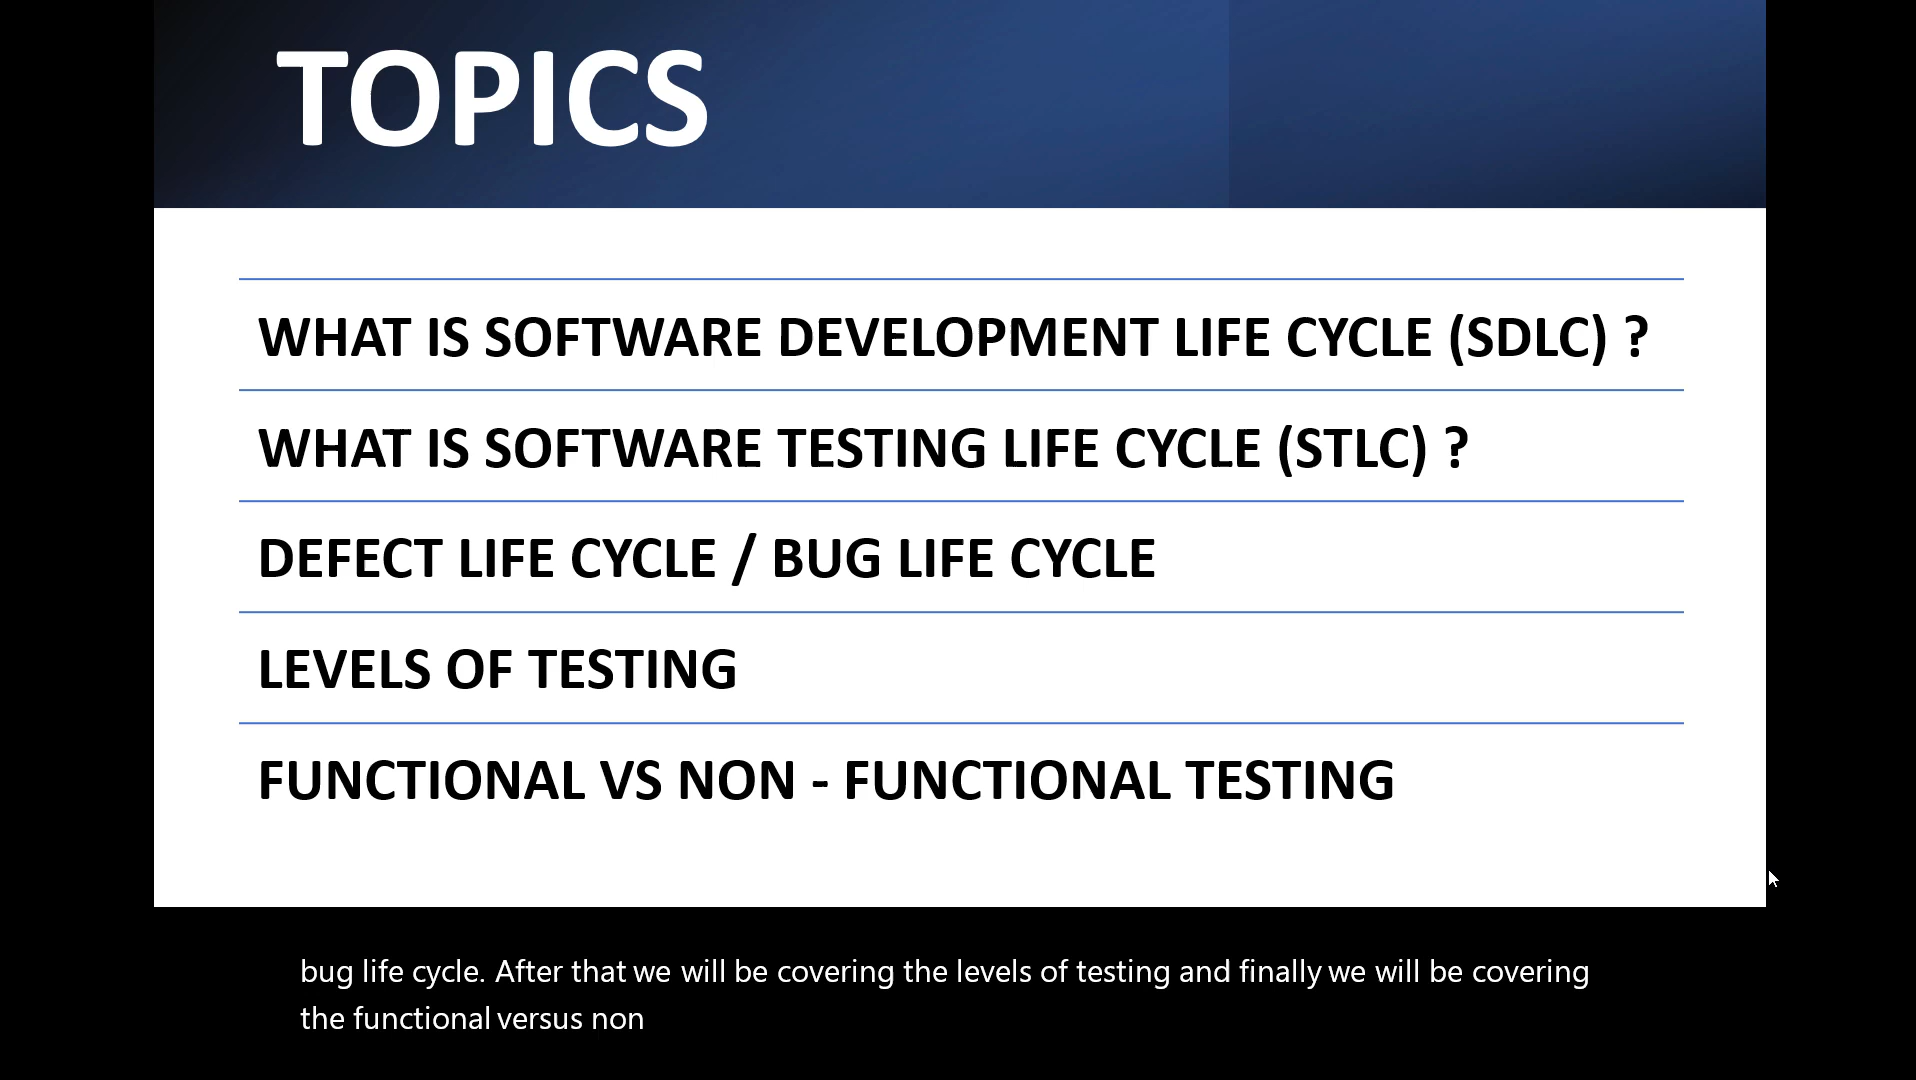 TOPICS
WHAT IS SOFTWARE DEVELOPMENT LIFE CYCLE (SDLC) ?
WHAT IS SOFTWARE TESTING LIFE CYCLE (STLC) ?
DEFECT LIFE CYCLE / BUG LIFE CYCLE
LEVELS OF TESTING
FUNCTIONAL VS NON - FUNCTIONAL TESTING
bug life cycle. After that we will be covering the levels of testing and finally we will be covering
the functional versus non